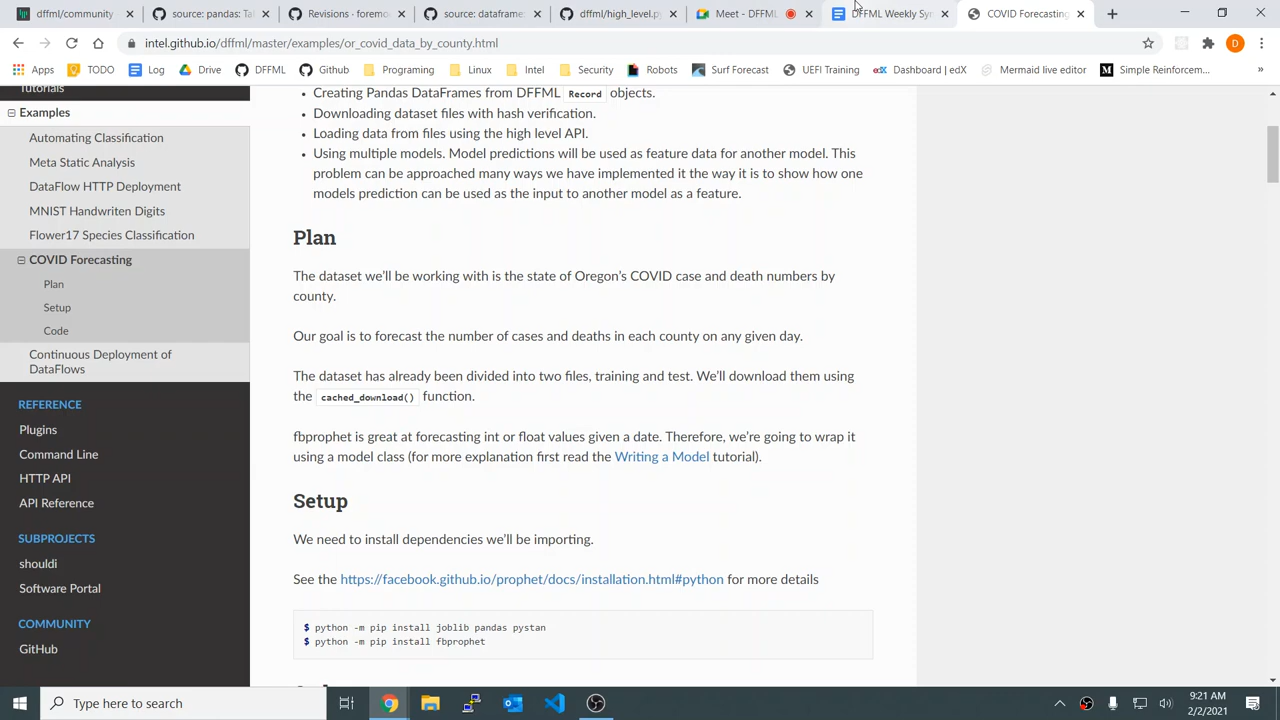 dffml/community
source: pandas: Ta
Revisions · foremo
source: dataframe:
dffml/high_level.p
Meet - DFFML
DFFML Weekly Syn
COVID Forecasting
intel.github.io/dffml/master/examples/or_covid_data_by_county.html
D
Apps
TODO
Log
Drive
DFFML
Github
Programing
Linux
Intel
Security
Robots
Surf Forecast
UEFI Training
Dashboard | edX
Mermaid live editor
Simple Reinforcem...
»
Tutorials
Examples
Automating Classification
Meta Static Analysis
DataFlow HTTP Deployment
MNIST Handwriten Digits
Flower17 Species Classification
COVID Forecasting
Plan
Setup
Code
Continuous Deployment of
DataFlows
REFERENCE
Plugins
Command Line
HTTP API
API Reference
SUBPROJECTS
shouldi
Software Portal
COMMUNITY
GitHub
• Creating Pandas DataFrames from DFFML Record objects.
• Downloading dataset files with hash verification.
• Loading data from files using the high level API.
• Using multiple models. Model predictions will be used as feature data for another model. This
problem can be approached many ways we have implemented it the way it is to show how one
models prediction can be used as the input to another model as a feature.
Plan
The dataset we'll be working with is the state of Oregon's COVID case and death numbers by
county.
Our goal is to forecast the number of cases and deaths in each county on any given day.
The dataset has already been divided into two files, training and test. We'll download them using
the cached_download() function.
fbprophet is great at forecasting int or float values given a date. Therefore, we're going to wrap it
using a model class (for more explanation first read the Writing a Model tutorial).
Setup
We need to install dependencies we'll be importing.
See the https://facebook.github.io/prophet/docs/installation.html#python for more details
$ python -m pip install joblib pandas pystan
$ python -m pip install fbprophet
Type here to search
9:21 AM
2/2/2021